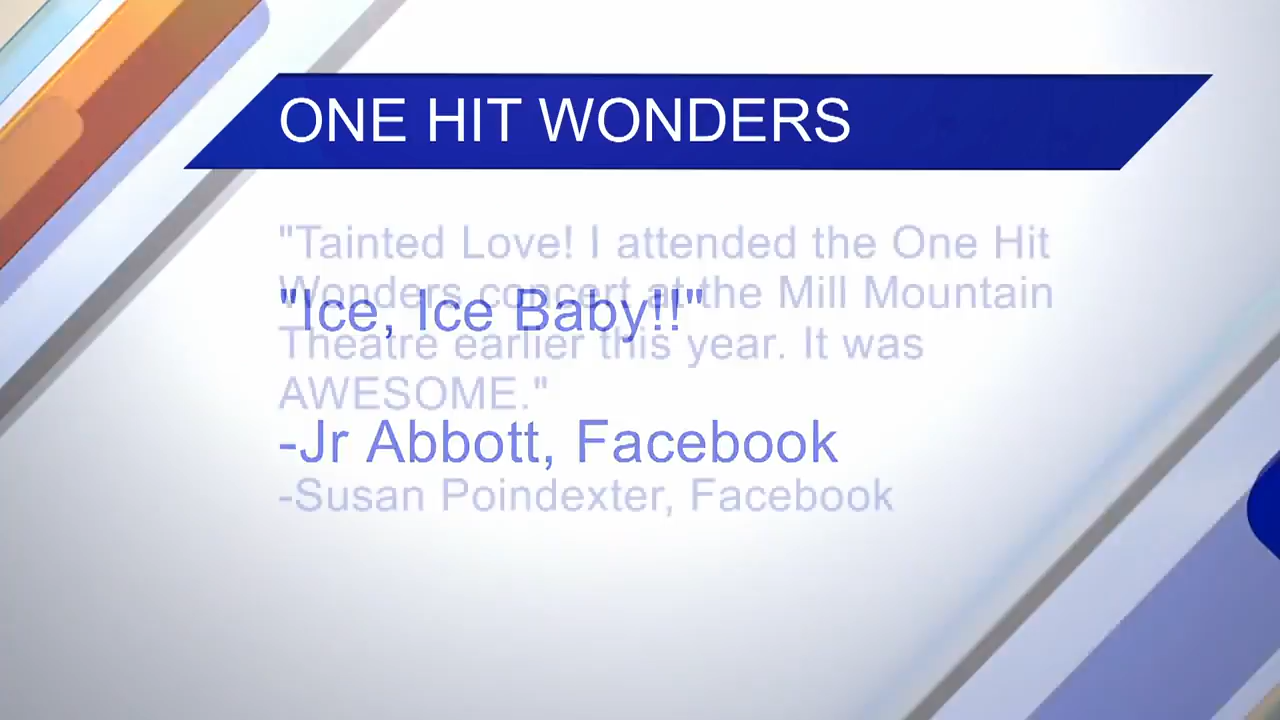 ONE HIT WONDERS
"Tainted Love! I attended the One Hit
Wonders concert at the Mill Mountain
"Ice, Ice Baby!!"
Theatre earlier this year. It was
AWESOME."
-Jr Abbott, Facebook
-Susan Poindexter, Facebook